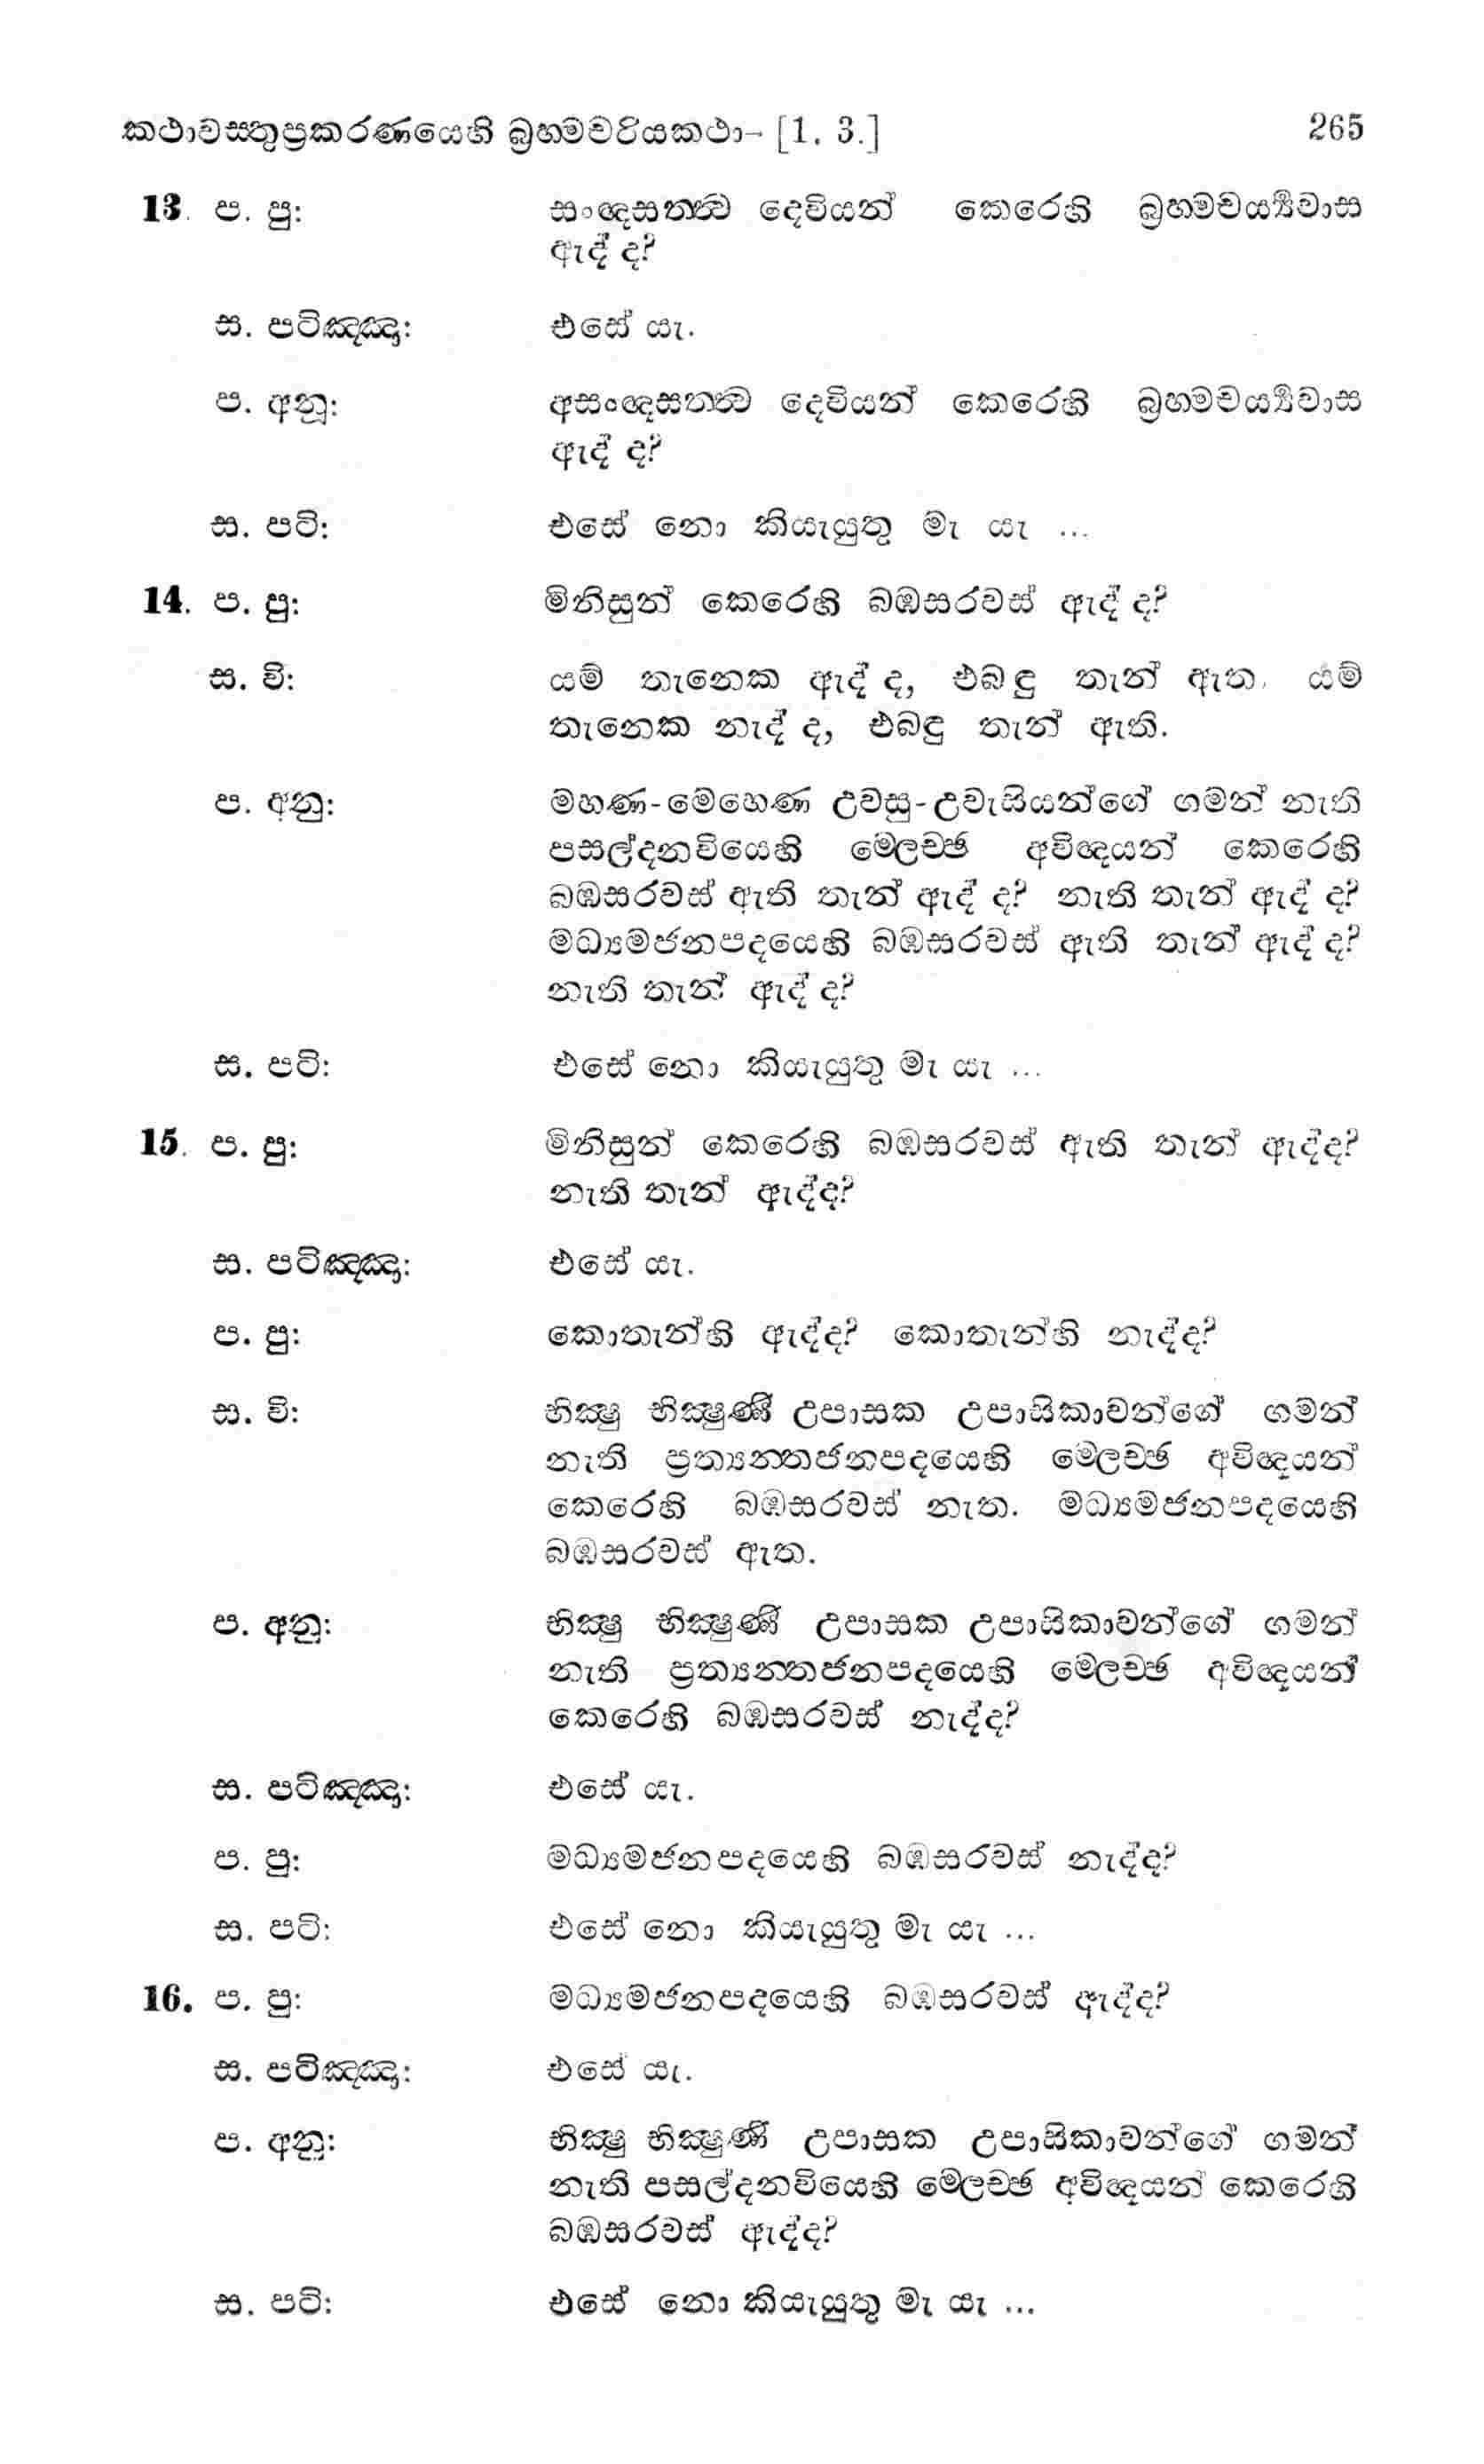 කථාවස්තුප්‍රකරණයෙහි බ්‍රහ්මචරියකථා- [1. 3.] 265
13. ප. පු: සංඥසත්ත්ව දෙවියන් කෙරෙහි බ්‍රහ්මචර්‍ය්‍යවාස
ඇද් ද?
ස. පටිඤ්ඤා: එසේ යැ.
ප. අනු: අසංඥසත්ත්ව දෙවියන් කෙරෙහි බ්‍රහ්මචර්‍ය්‍යවාස
ඇද් ද?
ස. පටි: එසේ නො කියැයුතු මැ යැ ...
14. ප. පු: මිනිසුන් කෙරෙහි බඹසරවස් ඇද් ද?
ස. වි: යම් තැනෙක ඇද් ද, එබඳු තැන් ඇත. යම්
තැනෙක නැද් ද, එබඳු තැන් ඇති.
ප. අනු: මහණ-මෙහෙණ උවසු-උවැසියන්ගේ ගමන් නැති
පසල්දනවියෙහි ම්ලෙච්ඡ අවිඥයන් කෙරෙහි
බඹසරවස් ඇති තැන් ඇද් ද? නැති තැන් ඇද් ද?
මධ්‍යමජනපදයෙහි බඹසරවස් ඇති තැන් ඇද් ද?
නැති තැන් ඇද් ද?
ස. පටි: එසේ නො කියැයුතු මැ යැ ...
15. ප. පු: මිනිසුන් කෙරෙහි බඹසරවස් ඇති තැන් ඇද්ද?
නැති තැන් ඇද්ද?
ස. පටිඤ්ඤා: එසේ යැ.
ප. පු: කොතැන්හි ඇද්ද? කොතැන්හි නැද්ද?
ස. වි: භික්ෂු භික්ෂුණී උපාසක උපාසිකාවන්ගේ ගමන්
නැති ප්‍රත්‍යන්තජනපදයෙහි ම්ලෙච්ඡ අවිඥයන්
කෙරෙහි බඹසරවස් නැත. මධ්‍යමජනපදයෙහි
බඹසරවස් ඇත.
ප. අනු: භික්ෂු භික්ෂුණී උපාසක උපාසිකාවන්ගේ ගමන්
නැති ප්‍රත්‍යන්තජනපදයෙහි ම්ලෙච්ඡ අවිඥයන්
කෙරෙහි බඹසරවස් නැද්ද?
ස. පටිඤ්ඤා: එසේ යැ.
ප. පු: මධ්‍යමජනපදයෙහි බඹසරවස් නැද්ද?
ස. පටි: එසේ නො කියැයුතු මැ යැ ...
16. ප. පු: මධ්‍යමජනපදයෙහි බඹසරවස් ඇද්ද?
ස. පටිඤ්ඤා: එසේ යැ.
ප. අනු: භික්ෂු භික්ෂුණී උපාසක උපාසිකාවන්ගේ ගමන්
නැති පසල්දනවියෙහි ම්ලෙච්ඡ අවිඥයන් කෙරෙහි
බඹසරවස් ඇද්ද?
ස. පටි: එසේ නො කියැයුතු මැ යැ ...